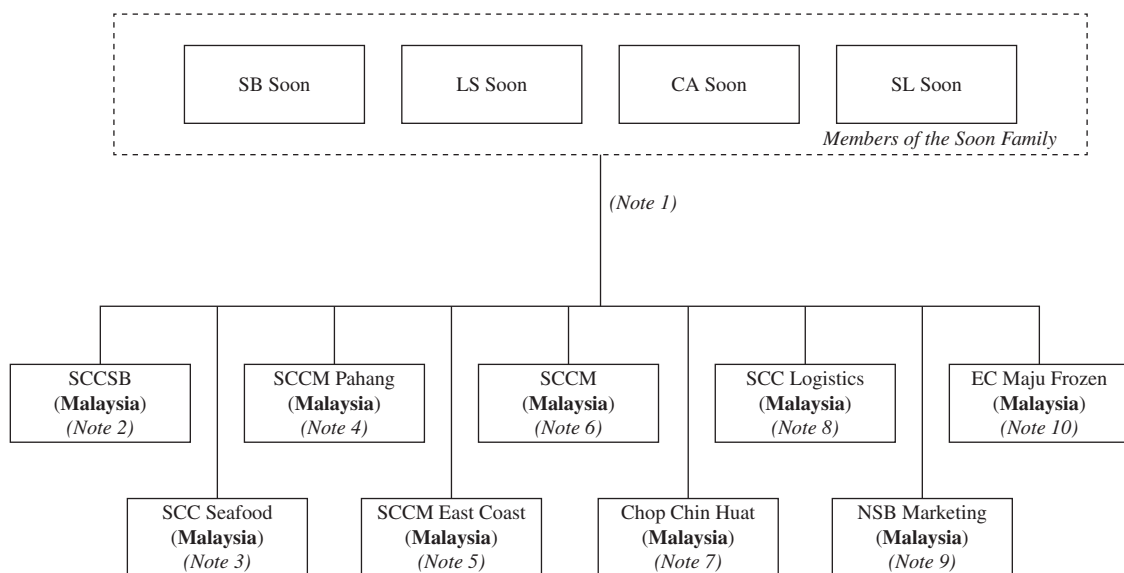 SB Soon
LS Soon
CA Soon
SL Soon
Members of the Soon Family
(Note 1)
SCCSB
(Malaysia)
(Note 2)
SCCM Pahang
(Malaysia)
(Note 4)
SCCM
(Malaysia)
(Note 6)
SCC Logistics
(Malaysia)
(Note 8)
EC Maju Frozen
(Malaysia)
(Note 10)
SCC Seafood
(Malaysia)
(Note 3)
SCCM East Coast
(Malaysia)
(Note 5)
Chop Chin Huat
(Malaysia)
(Note 7)
NSB Marketing
(Malaysia)
(Note 9)